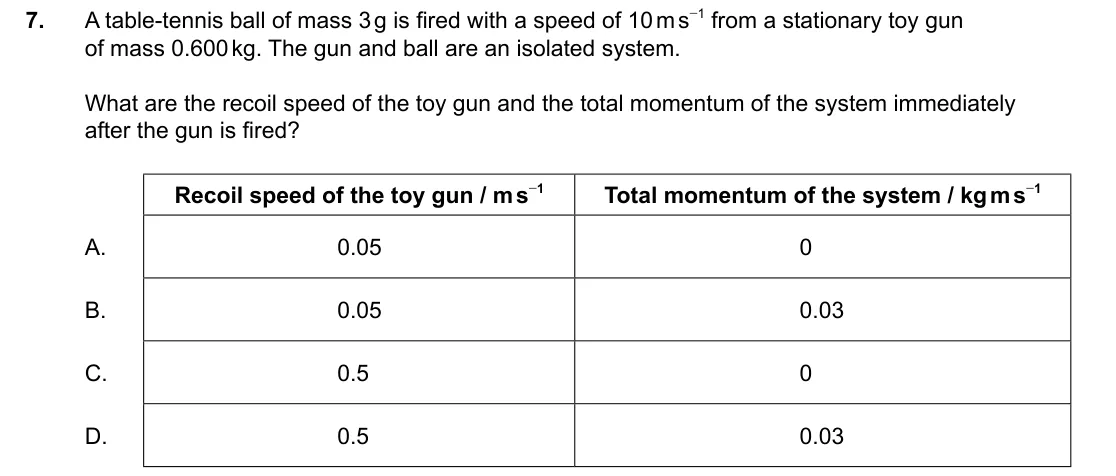 7. A table-tennis ball of mass 3 g is fired with a speed of 10 m s⁻¹ from a stationary toy gun
of mass 0.600 kg. The gun and ball are an isolated system.
What are the recoil speed of the toy gun and the total momentum of the system immediately
after the gun is fired?
Recoil speed of the toy gun / m s⁻¹ Total momentum of the system / kg m s⁻¹
A. 0.05 0
B. 0.05 0.03
C. 0.5 0
D. 0.5 0.03